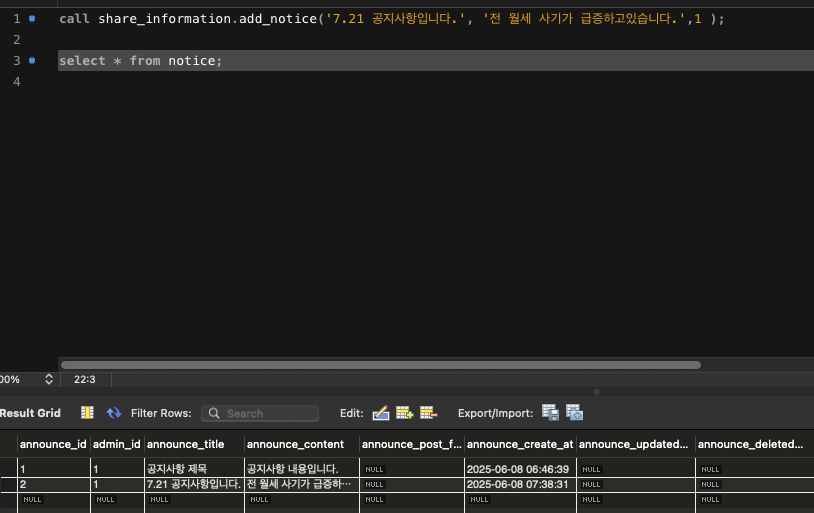 1 call share_information.add_notice('7.21 공지사항입니다.', '전 월세 사기가 급증하고있습니다.',1 );
2
3 select * from notice;
4
00% 22:3
Result Grid Filter Rows: Search Edit: Export/Import:
announce_id admin_id announce_title announce_content announce_post_f... announce_create_at announce_updated... announce_deleted...
1 1 공지사항 제목 공지사항 내용입니다. NULL 2025-06-08 06:46:39 NULL NULL
2 1 7.21 공지사항입니다. 전 월세 사기가 급증하... NULL 2025-06-08 07:38:31 NULL NULL
NULL NULL NULL NULL NULL NULL NULL NULL